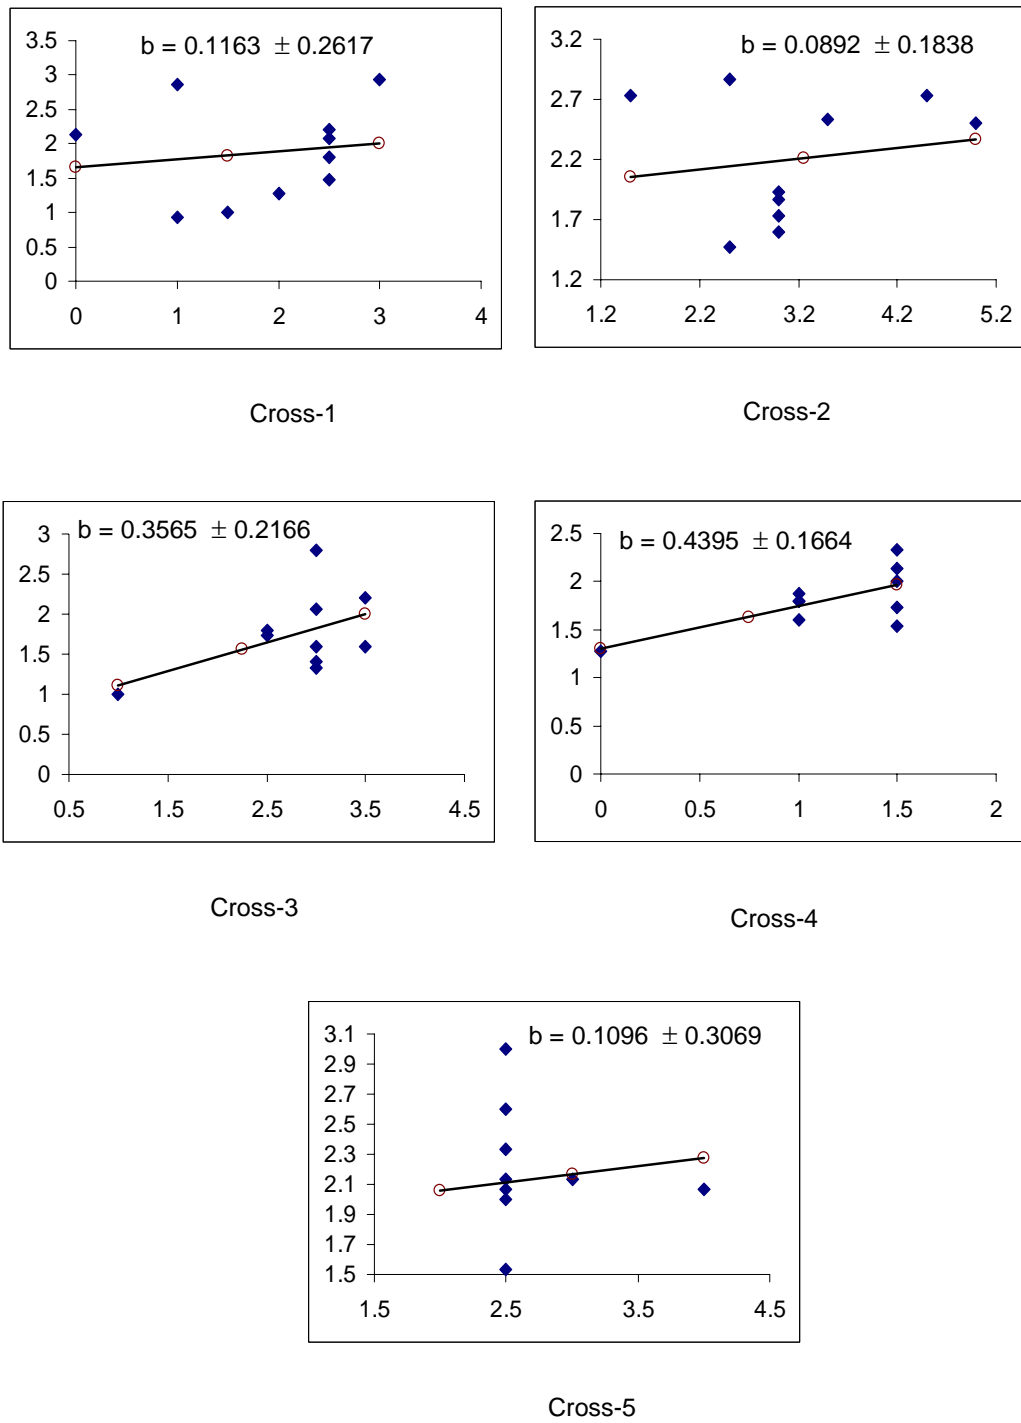 b = 0.1163 ± 0.2617
3.5
3
2.5
2
1.5
1
0.5
0
0 1 2 3 4
Cross-1
b = 0.0892 ± 0.1838
3.2
2.7
2.2
1.7
1.2
1.2 2.2 3.2 4.2 5.2
Cross-2
b = 0.3565 ± 0.2166
3
2.5
2
1.5
1
0.5
0
0.5 1.5 2.5 3.5 4.5
Cross-3
b = 0.4395 ± 0.1664
2.5
2
1.5
1
0.5
0
0 0.5 1 1.5 2
Cross-4
b = 0.1096 ± 0.3069
3.1
2.9
2.7
2.5
2.3
2.1
1.9
1.7
1.5
1.5 2.5 3.5 4.5
Cross-5